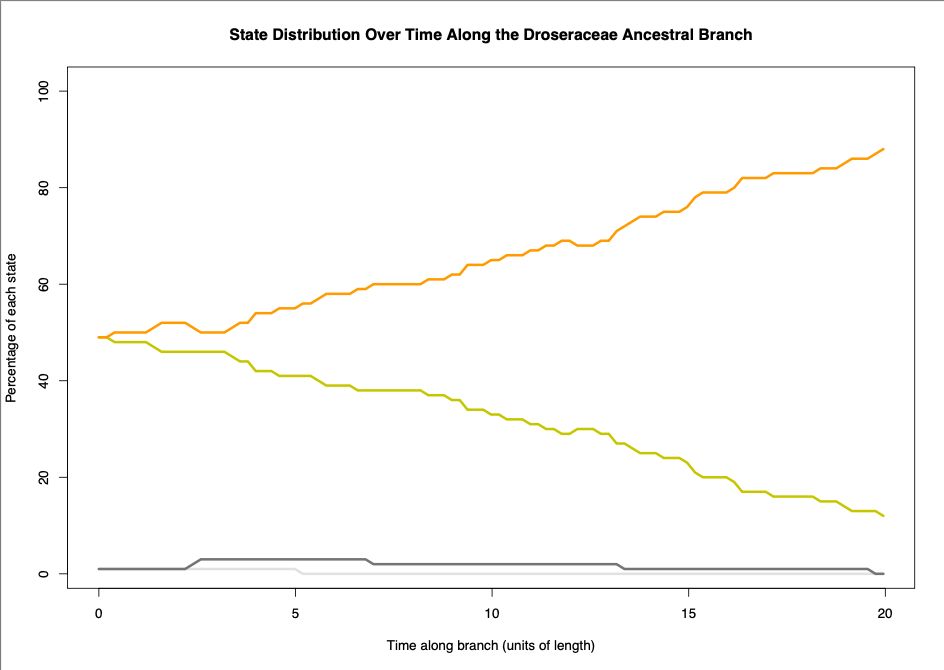 State Distribution Over Time Along the Droseraceae Ancestral Branch
Percentage of each state
100
80
60
40
20
0
0 5 10 15 20
Time along branch (units of length)